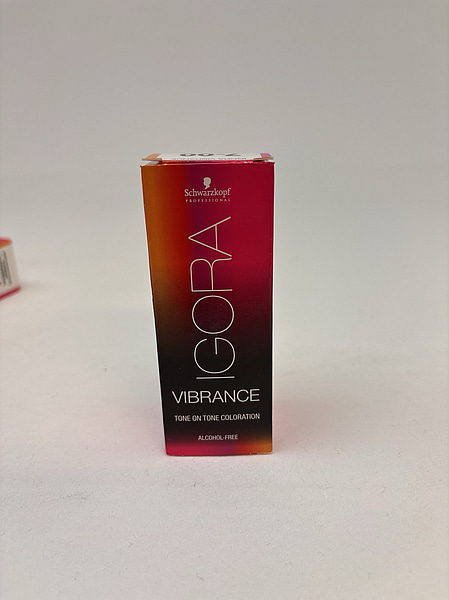 Schwarzkopf
PROFESSIONAL
IGORA
VIBRANCE
TONE ON TONE COLORATION
ALCOHOL-FREE